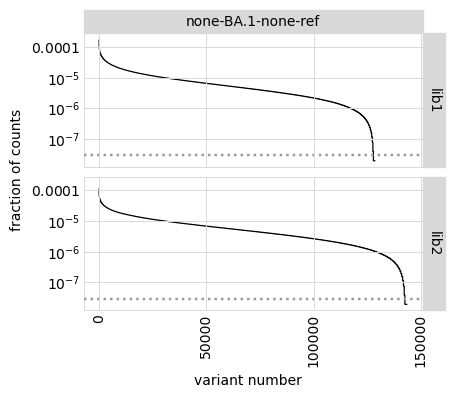 none-BA.1-none-ref
0.0001
10⁻⁵
10⁻⁶
10⁻⁷
lib1
fraction of counts
0.0001
10⁻⁵
10⁻⁶
10⁻⁷
lib2
0
50000
100000
150000
variant number